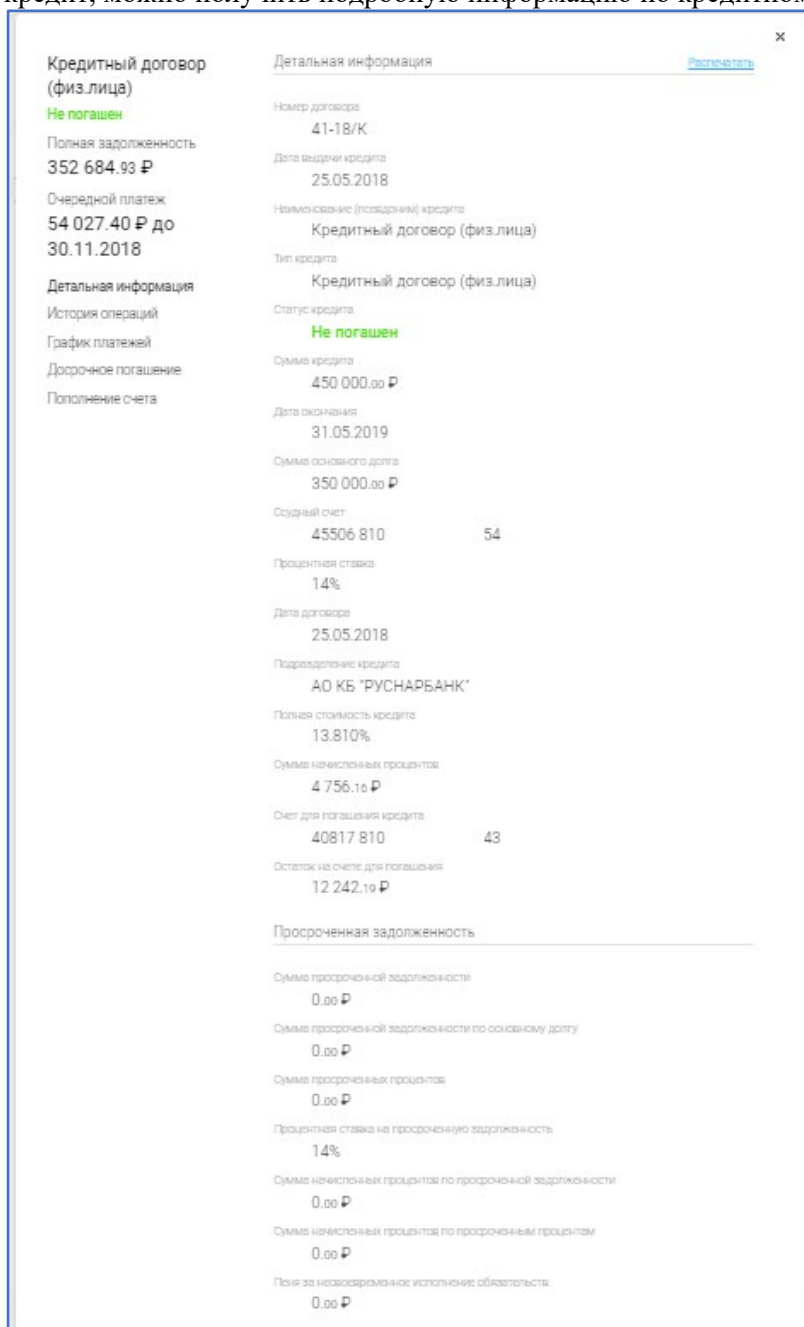 кредит, можно получить подробную информацию по кредитном
×
Кредитный договор
(физ.лица)
Не погашен
Полная задолженность
352 684.93 ₽
Очередной платеж
54 027.40 ₽ до
30.11.2018
Детальная информация
История операций
График платежей
Досрочное погашение
Пополнение счета
Детальная информация
Распечатать
Номер договора
41-18/К
Дата выдачи кредита
25.05.2018
Наименование (псевдоним) кредита
Кредитный договор (физ.лица)
Тип кредита
Кредитный договор (физ.лица)
Статус кредита
Не погашен
Сумма кредита
450 000.00 ₽
Дата окончания
31.05.2019
Сумма основного долга
350 000.00 ₽
Ссудный счет
45506 810 54
Процентная ставка
14%
Дата договора
25.05.2018
Подразделение кредита
АО КБ "РУСНАРБАНК"
Полная стоимость кредита
13.810%
Сумма начисленных процентов
4 756.16 ₽
Счет для погашения кредита
40817 810 43
Остаток на счете для погашения
12 242.19 ₽
Просроченная задолженность
Сумма просроченной задолженности
0.00 ₽
Сумма просроченной задолженности по основному долгу
0.00 ₽
Сумма просроченных процентов
0.00 ₽
Процентная ставка на просроченную задолженность
14%
Сумма начисленных процентов по просроченной задолженности
0.00 ₽
Сумма начисленных процентов по просроченным процентам
0.00 ₽
Пеня за несвоевременное исполнение обязательств
0.00 ₽